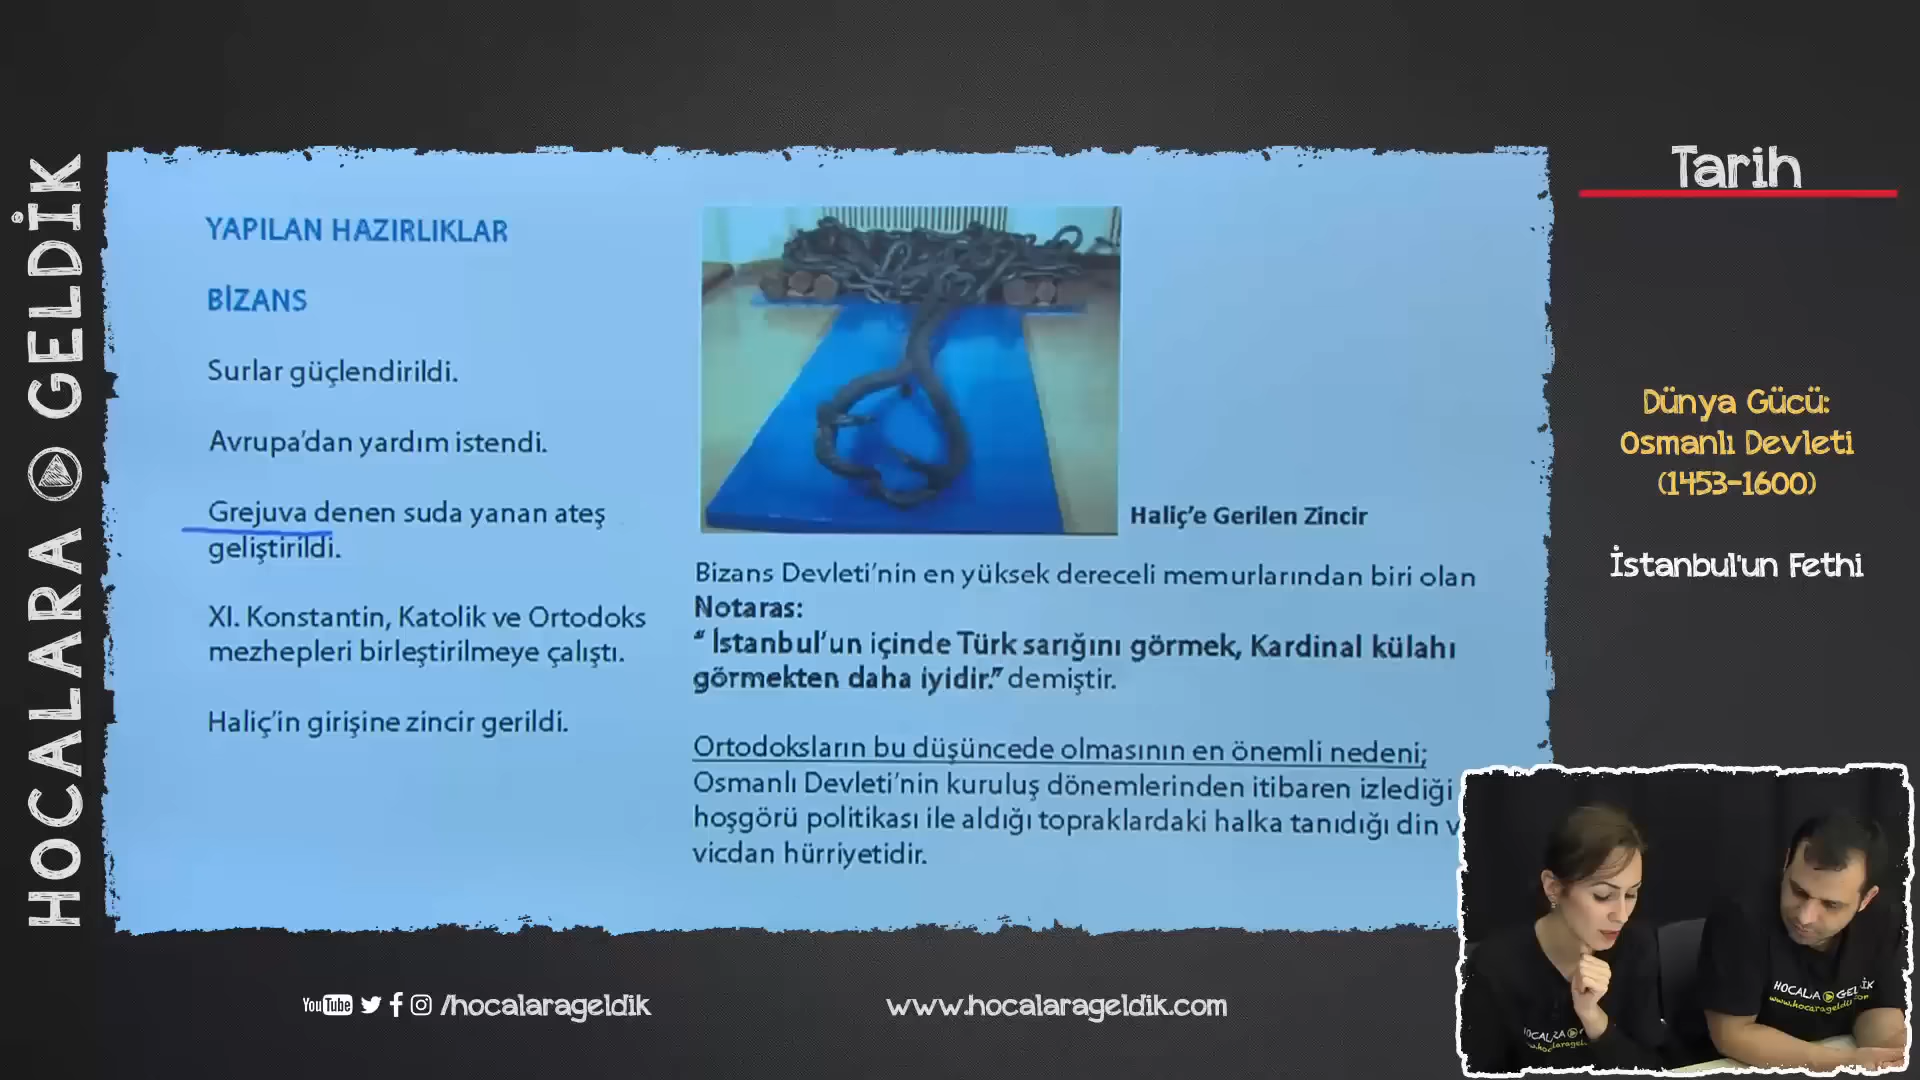 HOCALARA GELDİK
YAPILAN HAZIRLIKLAR
BİZANS
Surlar güçlendirildi.
Avrupa'dan yardım istendi.
Grejuva denen suda yanan ateş
geliştirildi.
XI. Konstantin, Katolik ve Ortodoks
mezhepleri birleştirilmeye çalıştı.
Haliç'in girişine zincir gerildi.
Haliç'e Gerilen Zincir
Bizans Devleti'nin en yüksek dereceli memurlarından biri olan
Notaras:
“ İstanbul'un içinde Türk sarığını görmek, Kardinal külahı
görmekten daha iyidir.” demiştir.
Ortodoksların bu düşüncede olmasının en önemli nedeni;
Osmanlı Devleti'nin kuruluş dönemlerinden itibaren izlediği
hoşgörü politikası ile aldığı topraklardaki halka tanıdığı din v
vicdan hürriyetidir.
Tarih
Dünya Gücü:
Osmanlı Devleti
(1453-1600)
İstanbul'un Fethi
YouTube /hocalarageldik
www.hocalarageldik.com